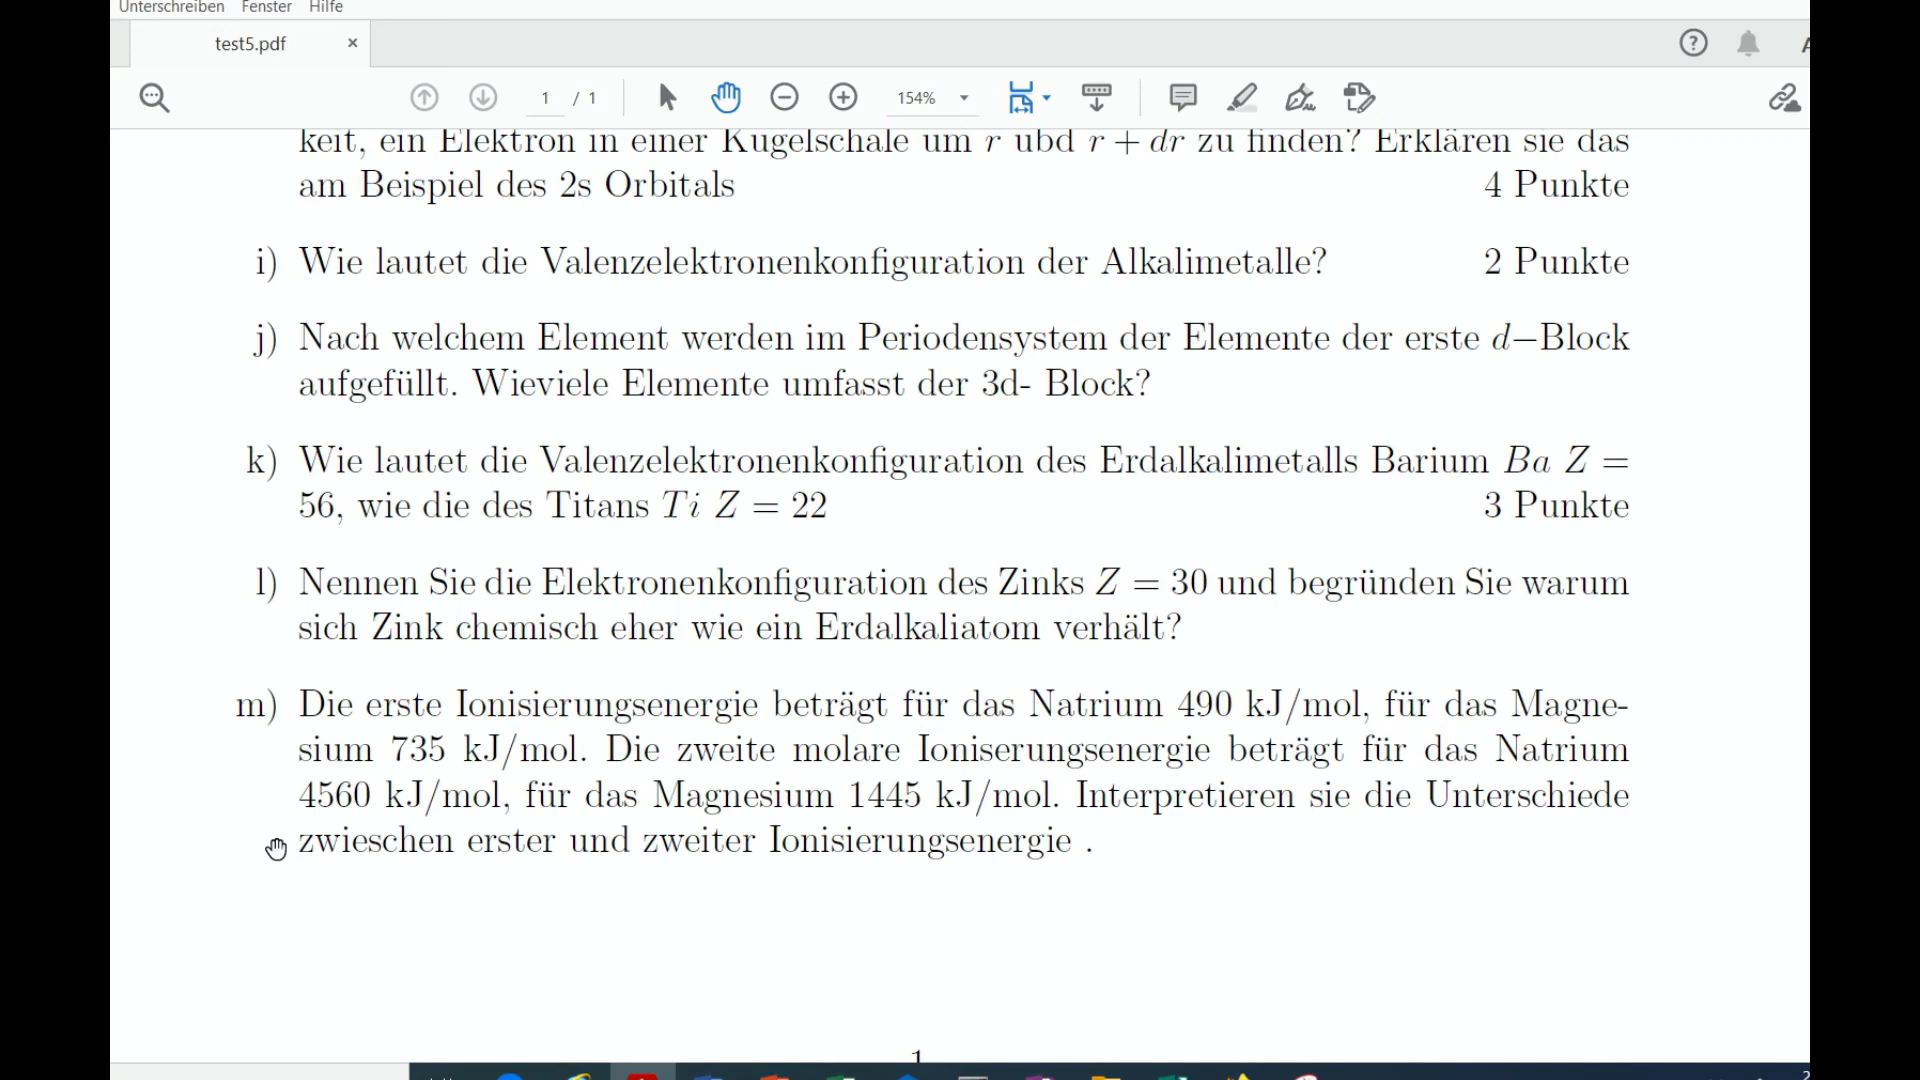 Unterschreiben Fenster Hilfe
test5.pdf ×
1 / 1 154%
keit, ein Elektron in einer Kugelschale um r ubd r + dr zu finden? Erklären sie das
am Beispiel des 2s Orbitals 4 Punkte
i) Wie lautet die Valenzelektronenkonfiguration der Alkalimetalle? 2 Punkte
j) Nach welchem Element werden im Periodensystem der Elemente der erste d−Block
aufgefüllt. Wieviele Elemente umfasst der 3d- Block?
k) Wie lautet die Valenzelektronenkonfiguration des Erdalkalimetalls Barium Ba Z =
56, wie die des Titans Ti Z = 22 3 Punkte
l) Nennen Sie die Elektronenkonfiguration des Zinks Z = 30 und begründen Sie warum
sich Zink chemisch eher wie ein Erdalkaliatom verhält?
m) Die erste Ionisierungsenergie beträgt für das Natrium 490 kJ/mol, für das Magne-
sium 735 kJ/mol. Die zweite molare Ioniserungsenergie beträgt für das Natrium
4560 kJ/mol, für das Magnesium 1445 kJ/mol. Interpretieren sie die Unterschiede
zwieschen erster und zweiter Ionisierungsenergie .
1